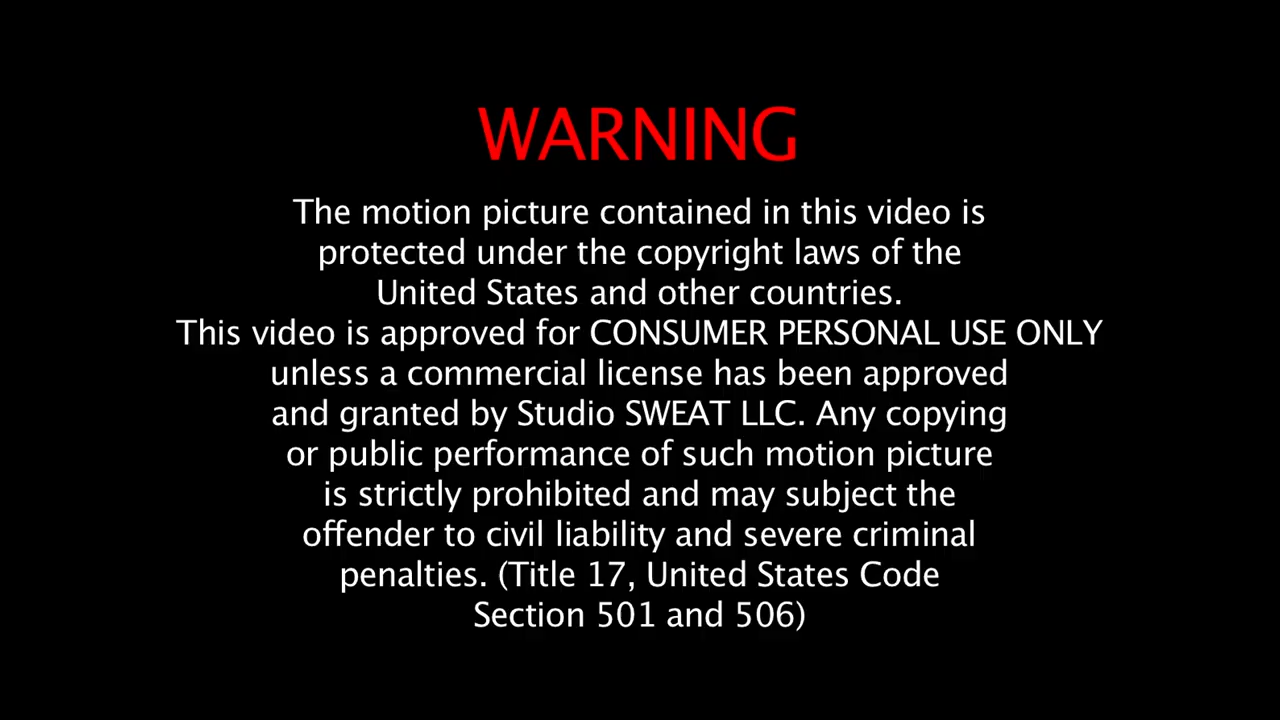 WARNING
The motion picture contained in this video is
protected under the copyright laws of the
United States and other countries.
This video is approved for CONSUMER PERSONAL USE ONLY
unless a commercial license has been approved
and granted by Studio SWEAT LLC. Any copying
or public performance of such motion picture
is strictly prohibited and may subject the
offender to civil liability and severe criminal
penalties. (Title 17, United States Code
Section 501 and 506)